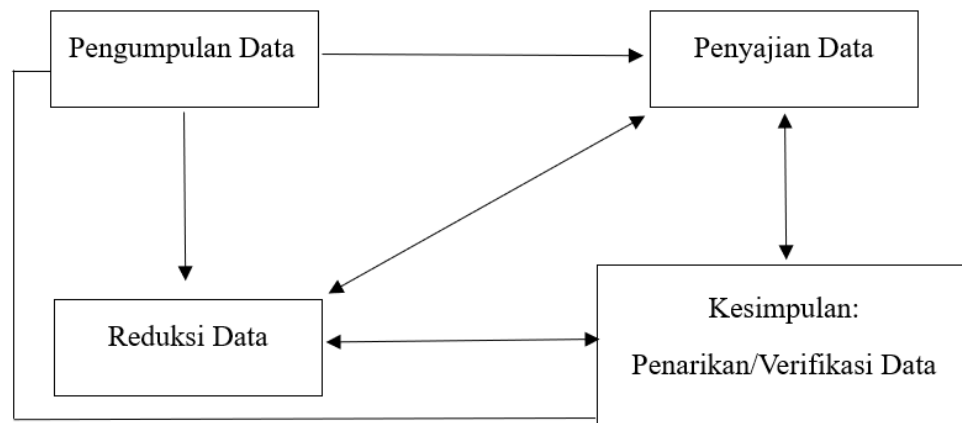 Pengumpulan Data
Penyajian Data
Reduksi Data
Kesimpulan:
Penarikan/Verifikasi Data